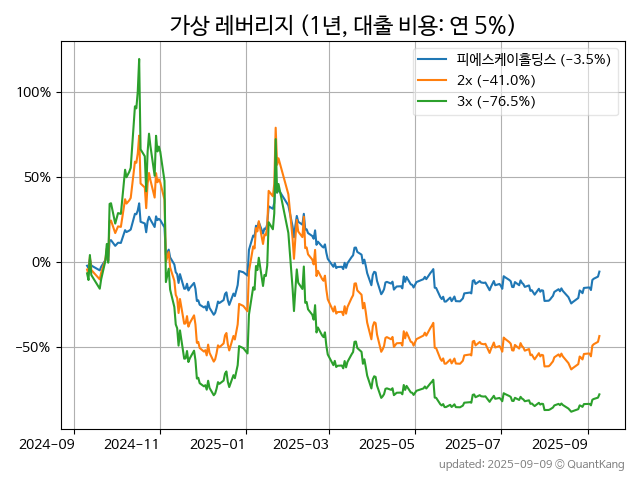 가상 레버리지 (1년, 대출 비용: 연 5%)
피에스케이홀딩스 (−3.5%)
2x (−41.0%)
3x (−76.5%)
100%
50%
0%
−50%
2024-09 2024-11 2025-01 2025-03 2025-05 2025-07 2025-09
updated: 2025-09-09 © QuantKang